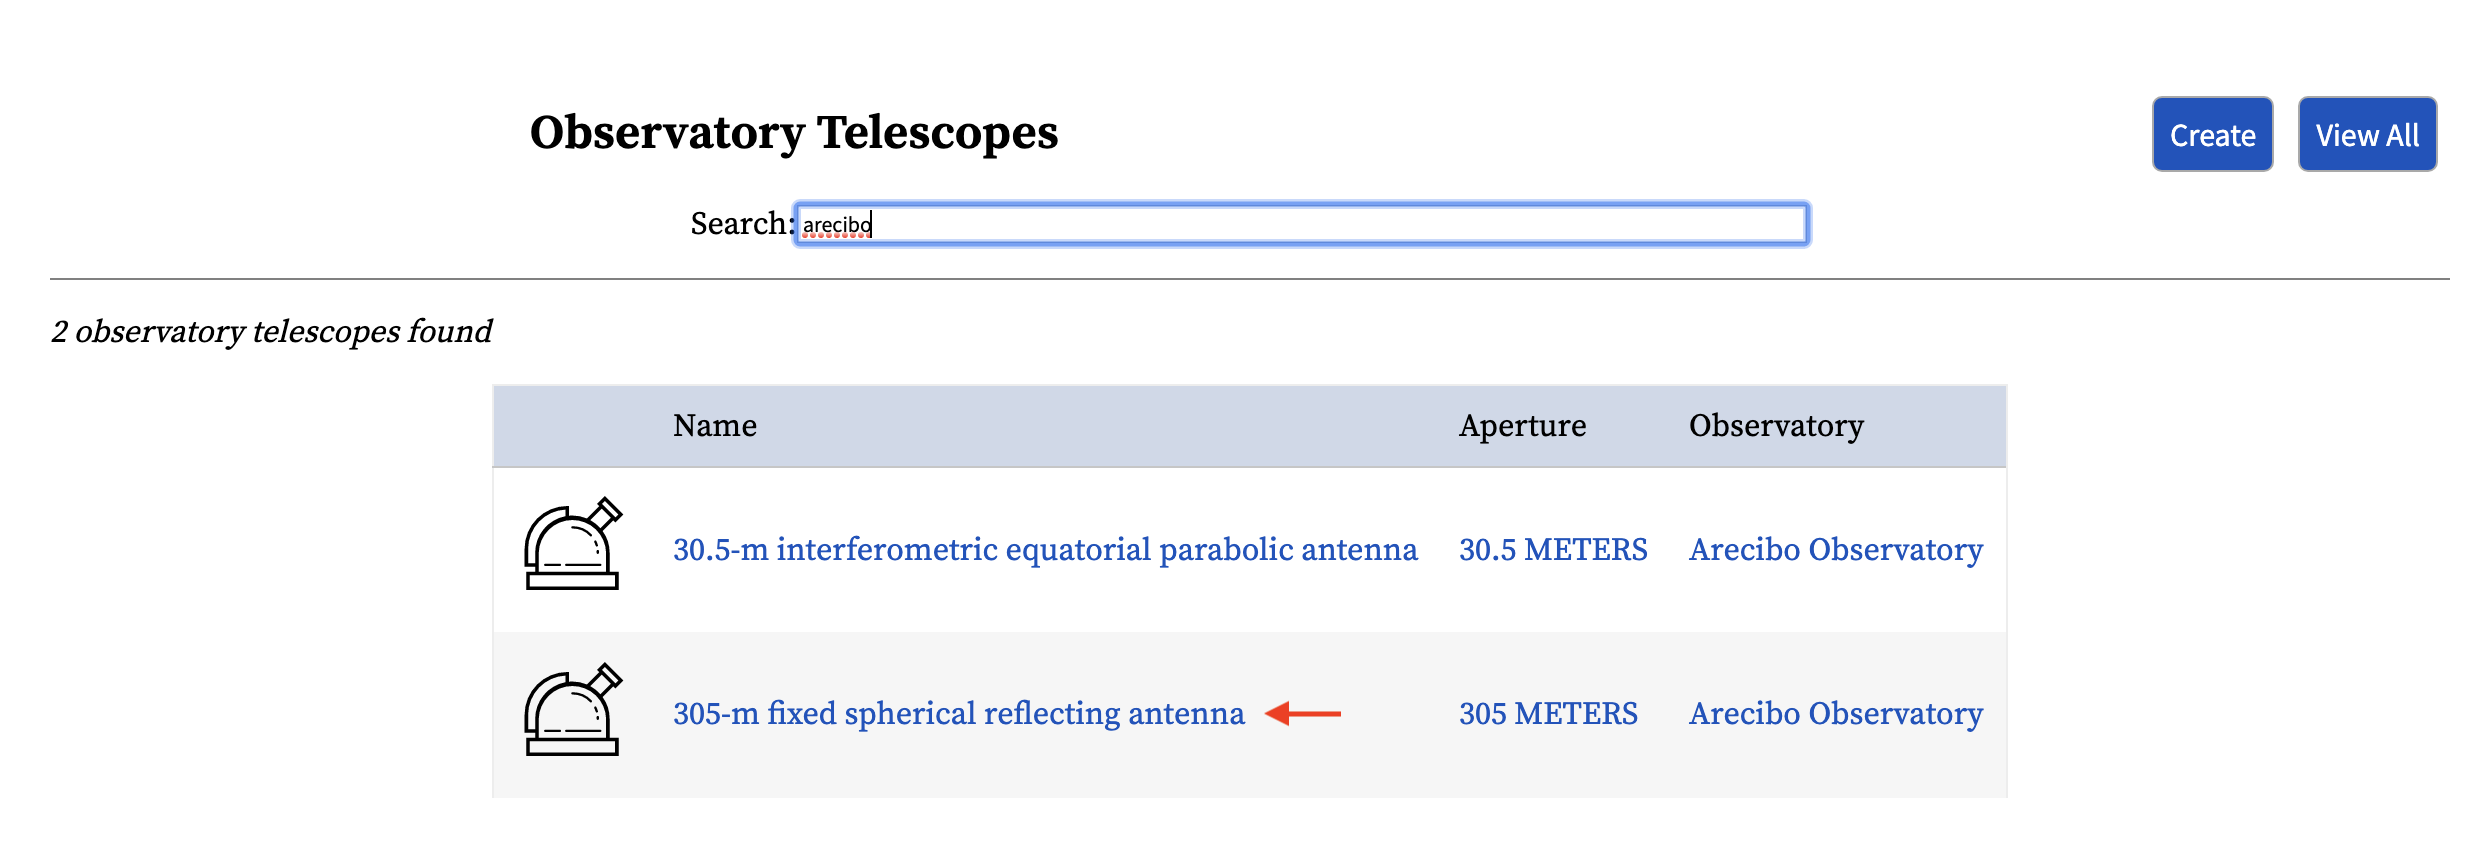 Observatory Telescopes
Create
View All
Search: arecibo
2 observatory telescopes found
Name Aperture Observatory
30.5-m interferometric equatorial parabolic antenna 30.5 METERS Arecibo Observatory
305-m fixed spherical reflecting antenna 305 METERS Arecibo Observatory